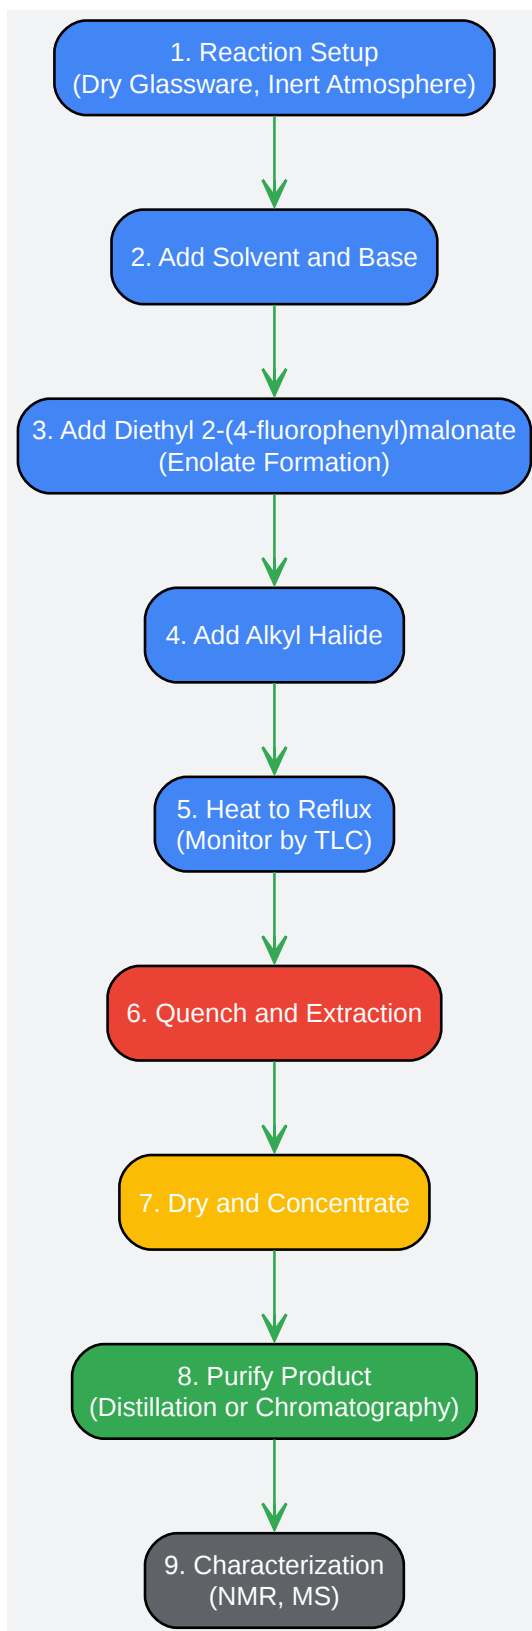 1. Reaction Setup
(Dry Glassware, Inert Atmosphere)
2. Add Solvent and Base
3. Add Diethyl 2-(4-fluorophenyl)malonate
(Enolate Formation)
4. Add Alkyl Halide
5. Heat to Reflux
(Monitor by TLC)
6. Quench and Extraction
7. Dry and Concentrate
8. Purify Product
(Distillation or Chromatography)
9. Characterization
(NMR, MS)